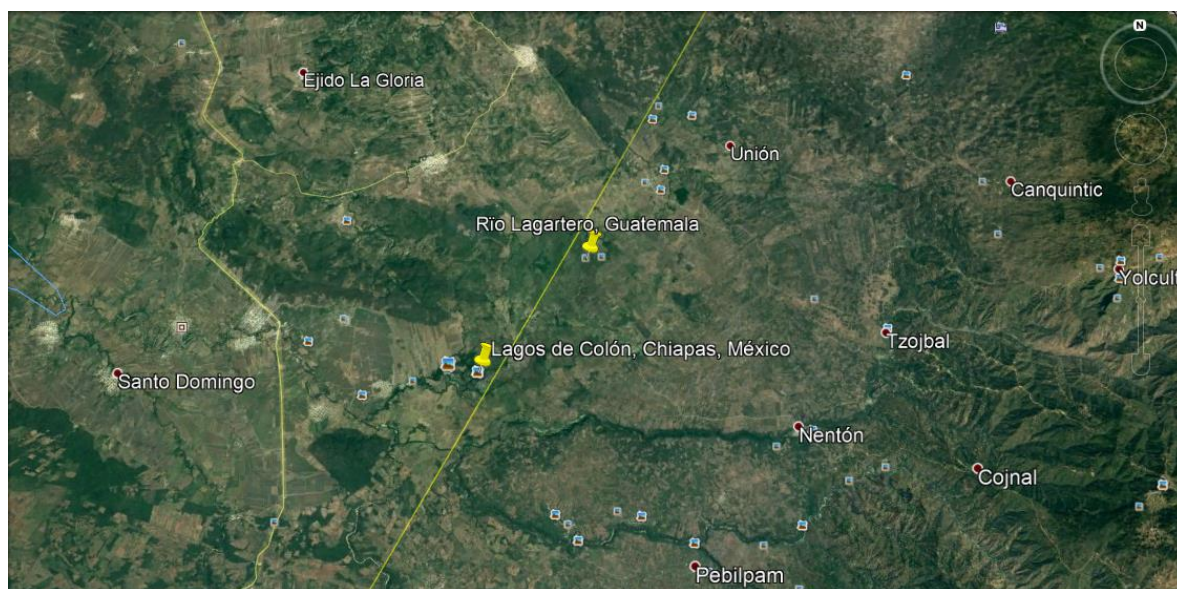 N
Ejido La Gloria
Unión
Canquintic
Rïo Lagartero, Guatemala
Yolcult
Tzojbal
Lagos de Colón, Chiapas, México
Santo Domingo
Nentón
Cojnal
Pebilpam